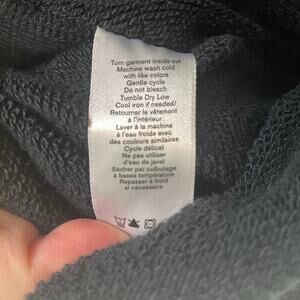 Turn garment inside out
Machine wash cold
with like colors
Gentle cycle
Do not bleach
Tumble Dry Low
Cool iron if needed/
Retourner le vêtement
à l'intérieur
Laver à la machine
à l'eau froide avec
des couleurs similaires
Cycle délicat
Ne pas utiliser
d'eau de javel
Sécher par culbutage
à basse température
Repasser à froid
si nécessaire